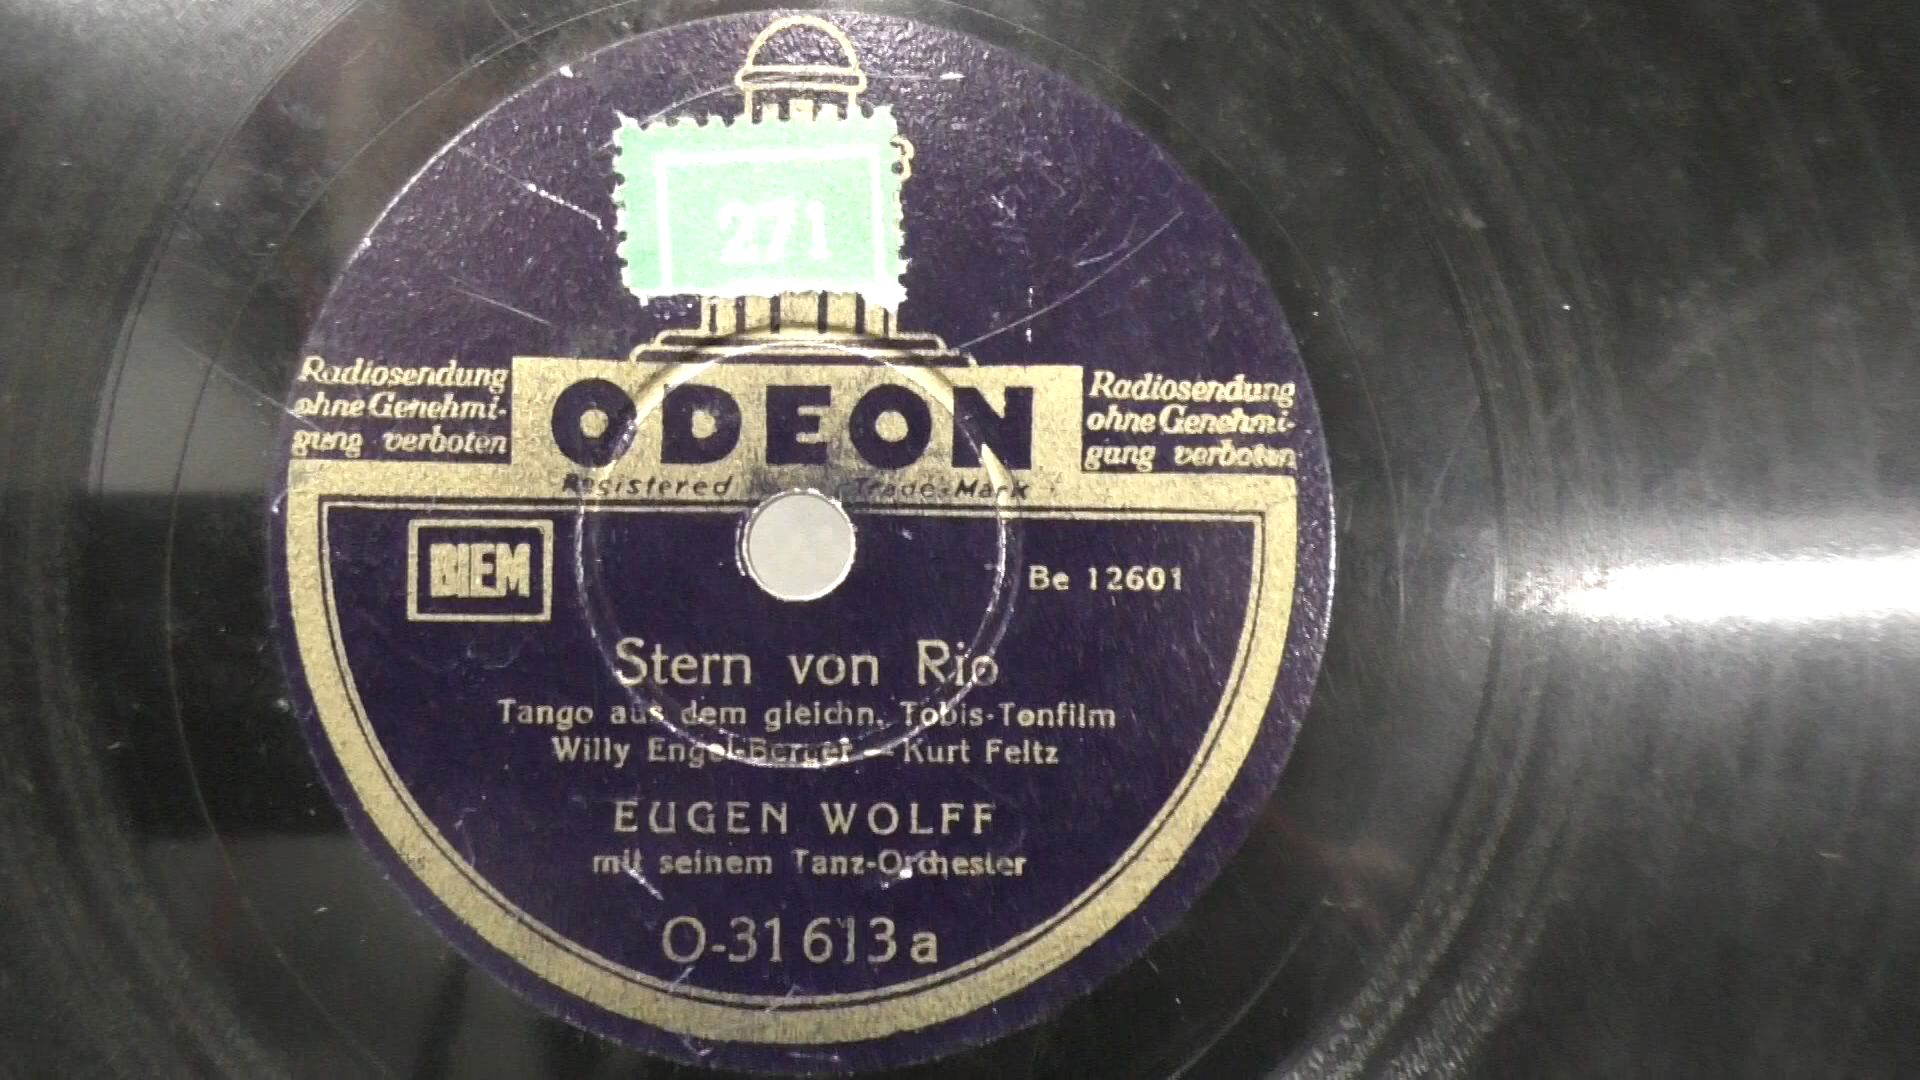 271
Radiosendung
ohne Genehmi-
gung verboten
ODEON
Radiosendung
ohne Genehmi-
gung verboten
Registered Trade-Mark
BIEM
Be 12601
Stern von Rio
Tango aus dem gleichn. Tobis-Tonfilm
Willy Engel-Berger – Kurt Feltz
EUGEN WOLFF
mit seinem Tanz-Orchester
O-31613a